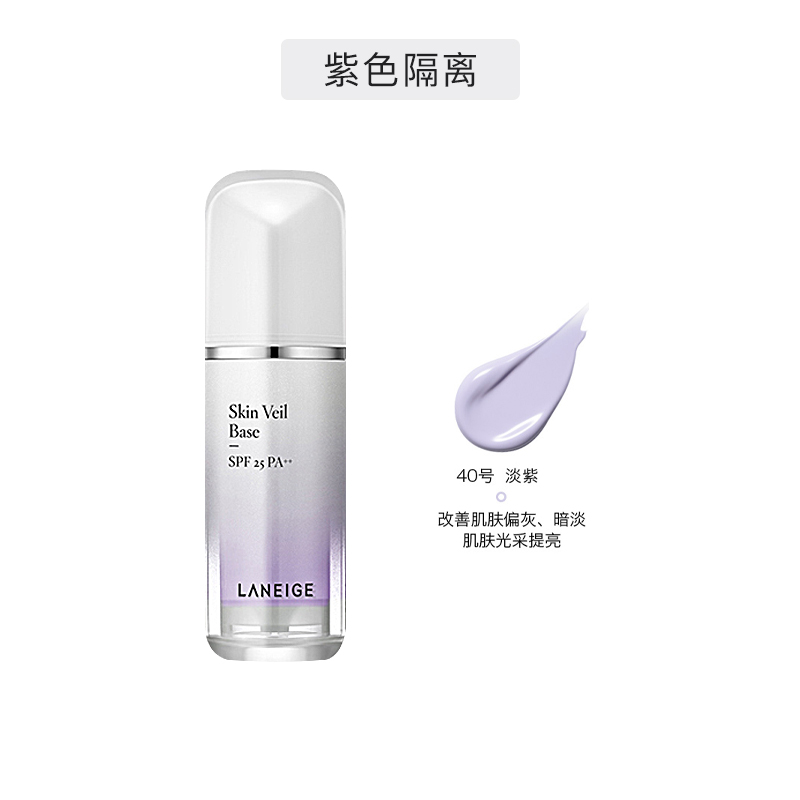 紫色隔离
Skin Veil
Base
SPF 25 PA++
LANEIGE
40号 淡紫
改善肌肤偏灰、暗淡
肌肤光采提亮